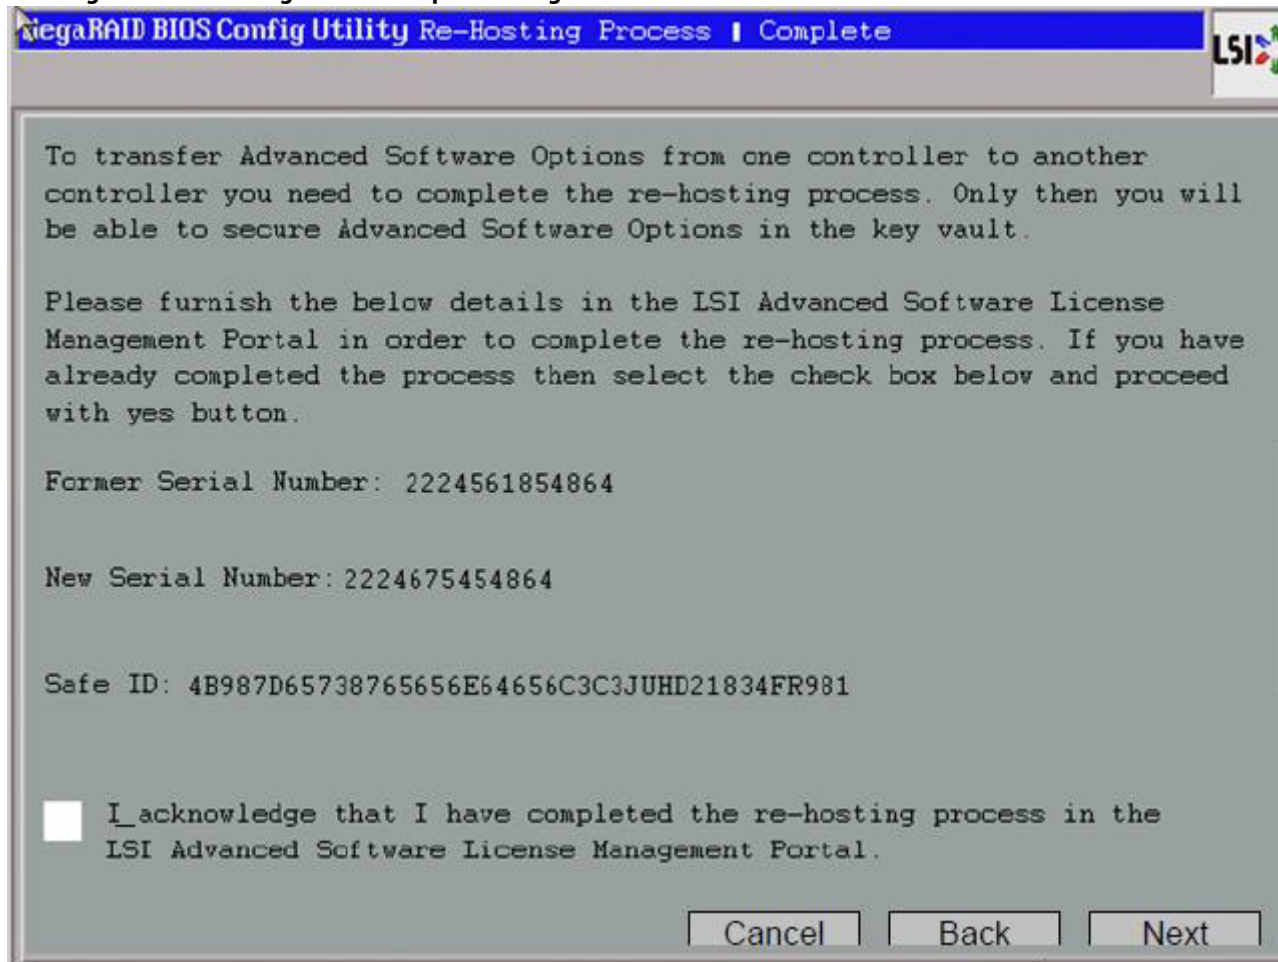 MegaRAID BIOS Config Utility Re-Hosting Process | Complete
LSI
To transfer Advanced Software Options from one controller to another
controller you need to complete the re-hosting process. Only then you will
be able to secure Advanced Software Options in the key vault.
Please furnish the below details in the LSI Advanced Software License
Management Portal in order to complete the re-hosting process. If you have
already completed the process then select the check box below and proceed
with yes button.
Former Serial Number: 2224561854864
New Serial Number: 2224675454864
Safe ID: 4B987D65738765656E64656C3C3JUHD21834FR981
I_acknowledge that I have completed the re-hosting process in the
LSI Advanced Software License Management Portal.
Cancel Back Next